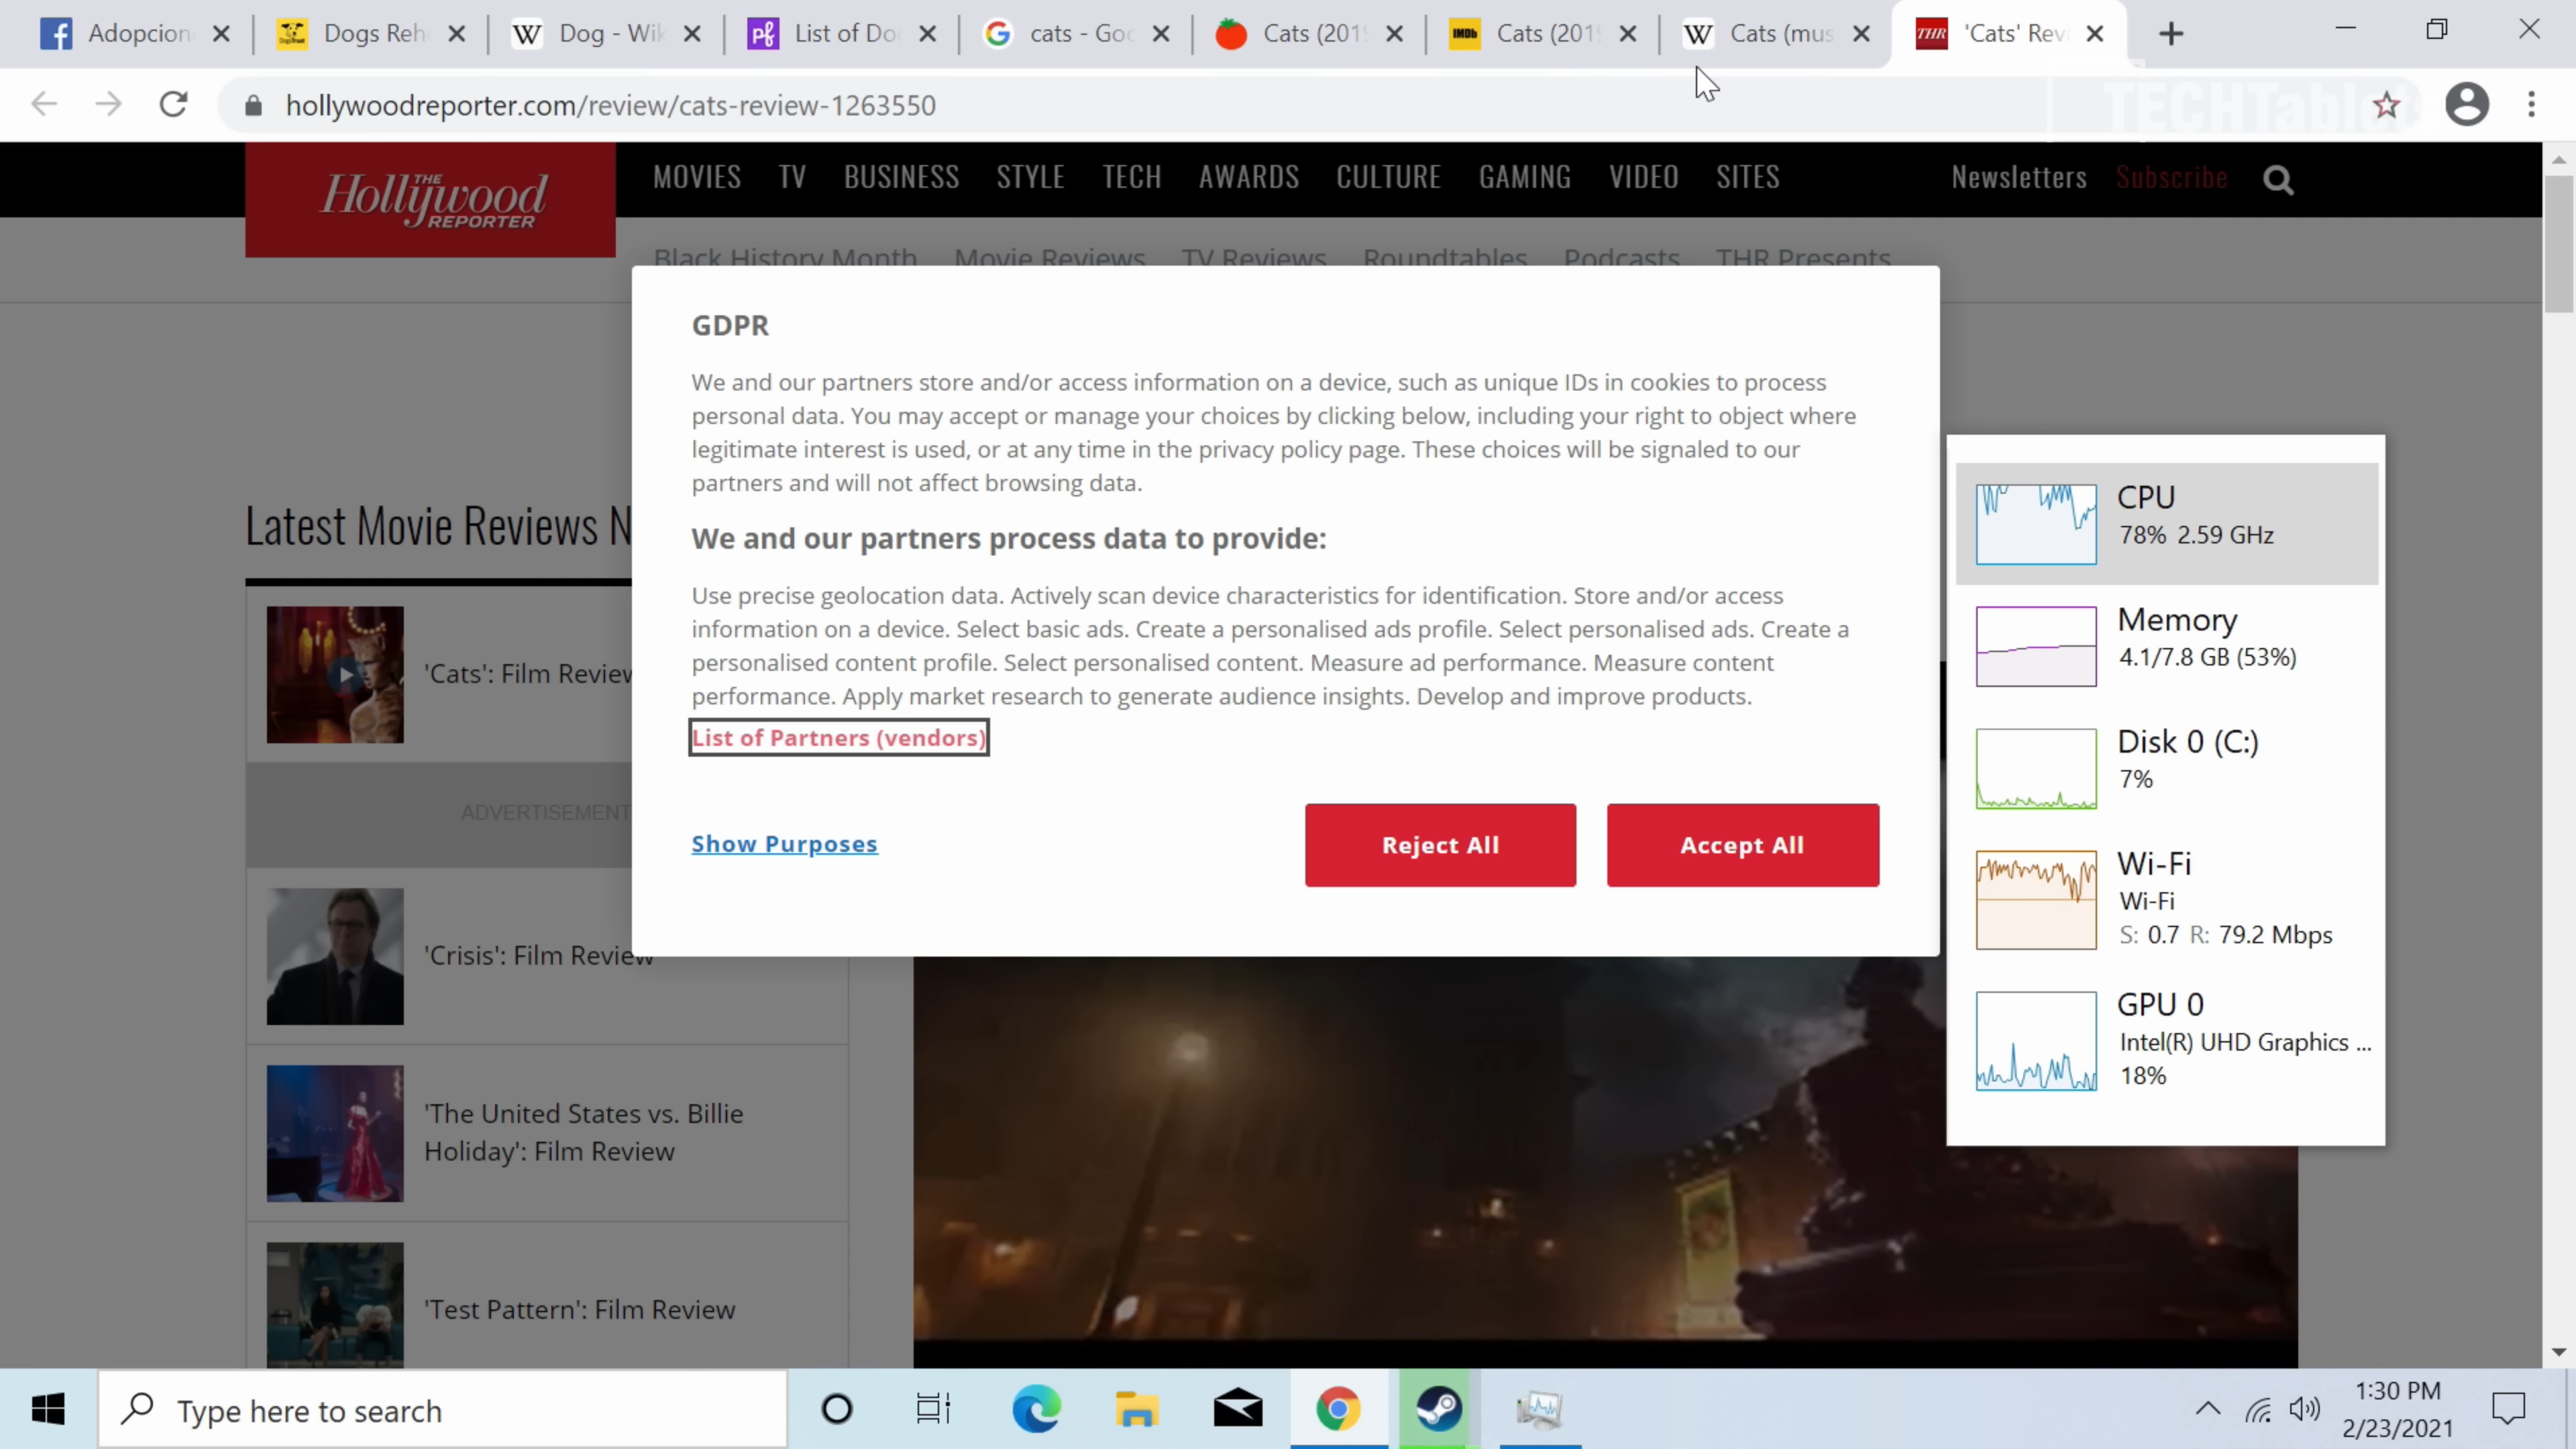 Adopcion
Dogs Reh
Dog - Wik
List of Do
cats - Goo
Cats (2019
Cats (2019
Cats (mus
'Cats' Rev
hollywoodreporter.com/review/cats-review-1263550
TECHTablet
THE
Hollywood
REPORTER
MOVIES TV BUSINESS STYLE TECH AWARDS CULTURE GAMING VIDEO SITES
Newsletters Subscribe
Black History Month Movie Reviews TV Reviews Roundtables Podcasts THR Presents
GDPR
We and our partners store and/or access information on a device, such as unique IDs in cookies to process
personal data. You may accept or manage your choices by clicking below, including your right to object where
legitimate interest is used, or at any time in the privacy policy page. These choices will be signaled to our
partners and will not affect browsing data.
We and our partners process data to provide:
Use precise geolocation data. Actively scan device characteristics for identification. Store and/or access
information on a device. Select basic ads. Create a personalised ads profile. Select personalised ads. Create a
personalised content profile. Select personalised content. Measure ad performance. Measure content
performance. Apply market research to generate audience insights. Develop and improve products.
List of Partners (vendors)
Show Purposes
Reject All
Accept All
Latest Movie Reviews N
'Cats': Film Review
ADVERTISEMENT
'Crisis': Film Review
'The United States vs. Billie
Holiday': Film Review
'Test Pattern': Film Review
CPU
78% 2.59 GHz
Memory
4.1/7.8 GB (53%)
Disk 0 (C:)
7%
Wi-Fi
Wi-Fi
S: 0.7 R: 79.2 Mbps
GPU 0
Intel(R) UHD Graphics ...
18%
Type here to search
1:30 PM
2/23/2021